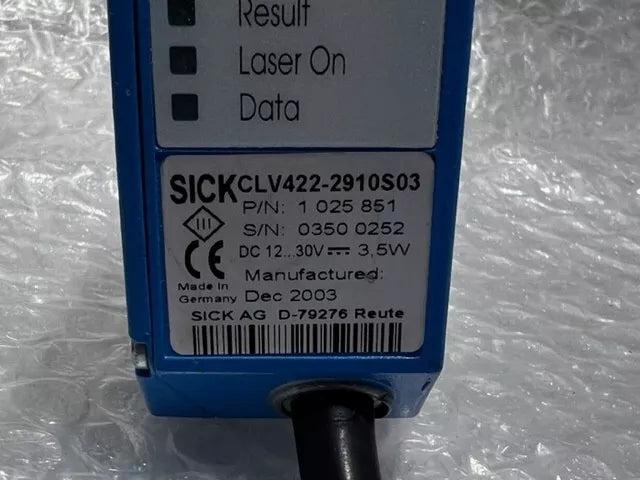 Result
Laser On
Data
SICK CLV422-2910S03
P/N: 1 025 851
S/N: 0350 0252
DC 12...30V ⎓ 3,5W
III
CE
Manufactured:
Made in
Germany
Dec 2003
SICK AG D-79276 Reute